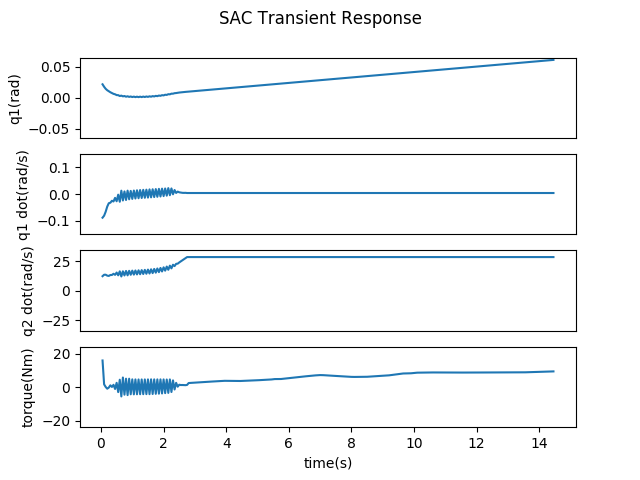 SAC Transient Response
q1(rad)
0.05
0.00
−0.05
q1 dot(rad/s)
0.1
0.0
−0.1
q2 dot(rad/s)
25
0
−25
torque(Nm)
20
0
−20
0 2 4 6 8 10 12 14
time(s)